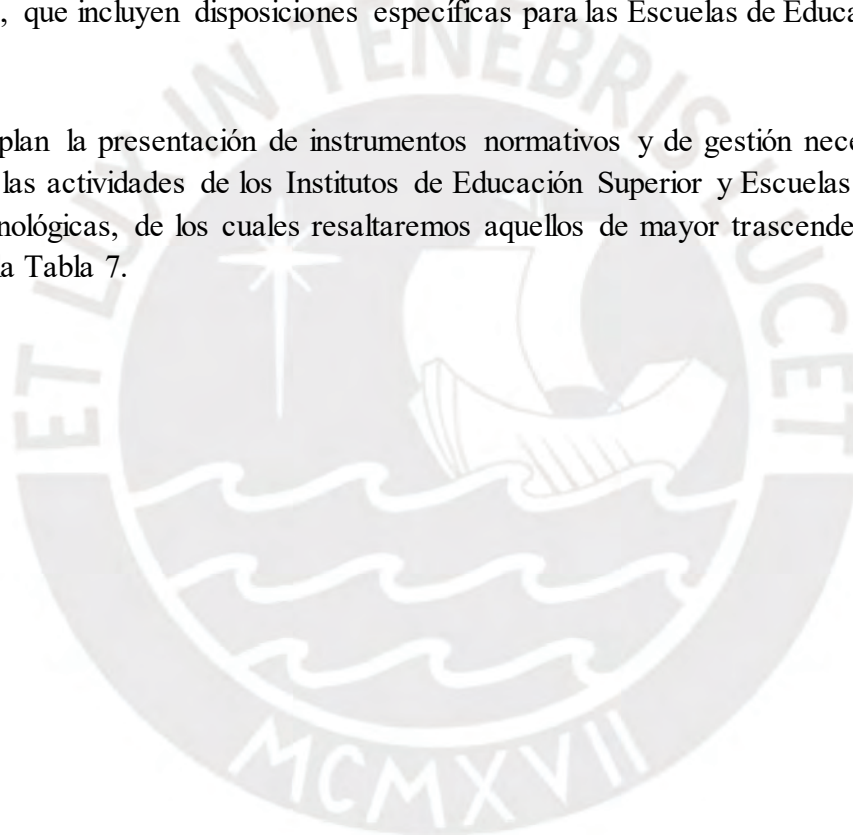 , que incluyen disposiciones específicas para las Escuelas de Educa
plan la presentación de instrumentos normativos y de gestión nece
las actividades de los Institutos de Educación Superior y Escuelas
nológicas, de los cuales resaltaremos aquellos de mayor trascende
a Tabla 7.
ET LUX IN TENEBRIS LUCET
MCMXVII